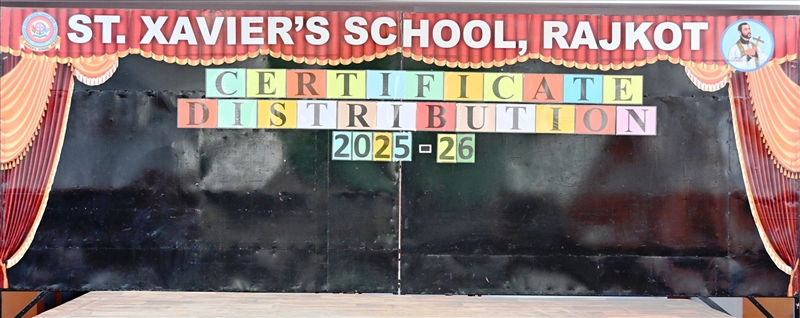 ST. XAVIER'S SCHOOL, RAJKOT
CERTIFICATE
DISTRIBUTION
2025-26